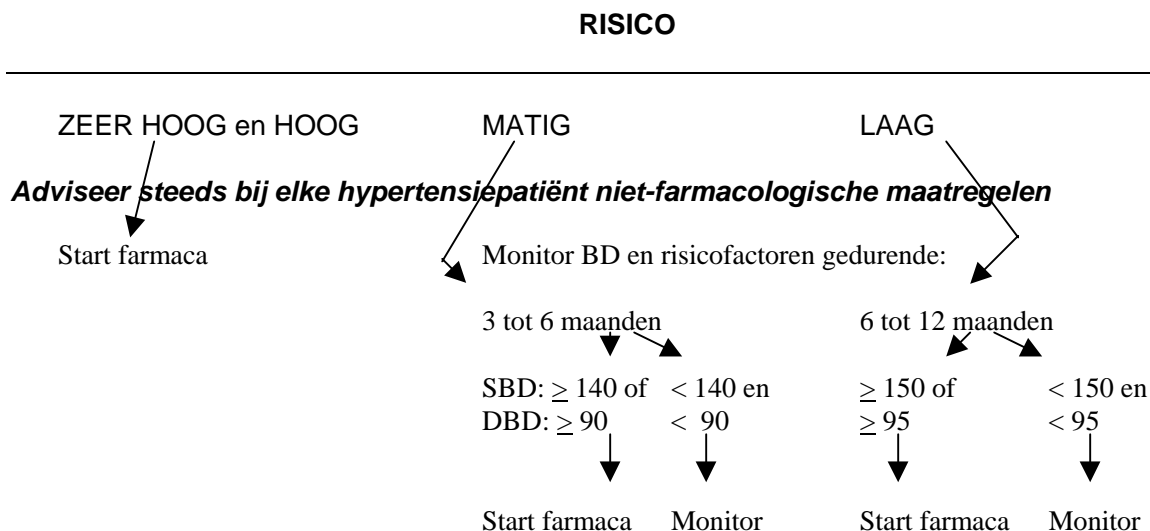 RISICO
ZEER HOOG en HOOG MATIG LAAG
Adviseer steeds bij elke hypertensiepatiënt niet-farmacologische maatregelen
Start farmaca Monitor BD en risicofactoren gedurende:
3 tot 6 maanden 6 tot 12 maanden
SBD: ≥ 140 of < 140 en ≥ 150 of < 150 en
DBD: ≥ 90 < 90 ≥ 95 < 95
Start farmaca Monitor Start farmaca Monitor